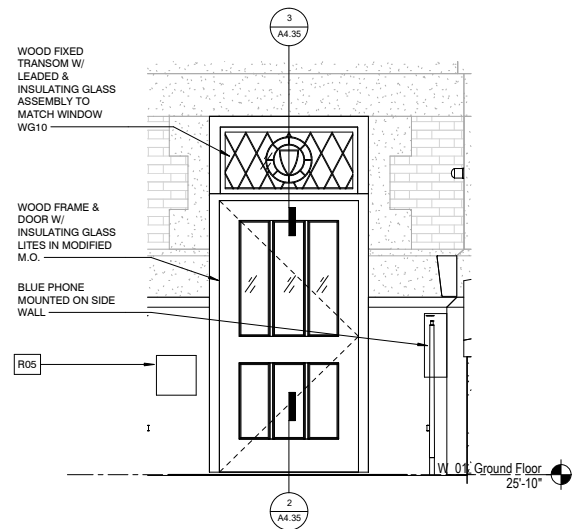 3
A4.35
WOOD FIXED
TRANSOM W/
LEADED &
INSULATING GLASS
ASSEMBLY TO
MATCH WINDOW
WG10
WOOD FRAME &
DOOR W/
INSULATING GLASS
LITES IN MODIFIED
M.O.
BLUE PHONE
MOUNTED ON SIDE
WALL
R05
W_01_Ground Floor
25'-10"
2
A4.35